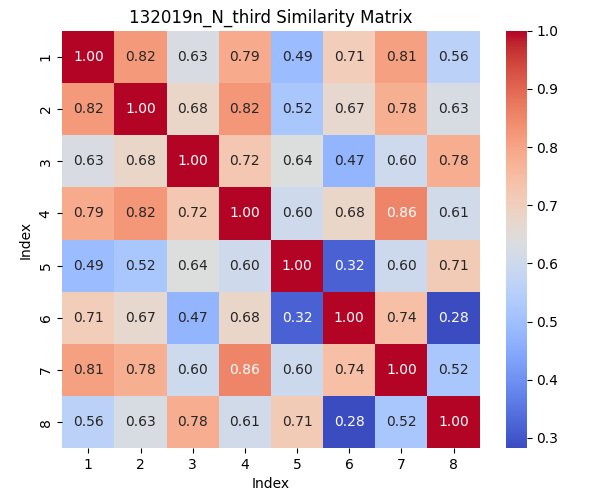 132019n_N_third Similarity Matrix
1 1.00 0.82 0.63 0.79 0.49 0.71 0.81 0.56
2 0.82 1.00 0.68 0.82 0.52 0.67 0.78 0.63
3 0.63 0.68 1.00 0.72 0.64 0.47 0.60 0.78
4 0.79 0.82 0.72 1.00 0.60 0.68 0.86 0.61
5 0.49 0.52 0.64 0.60 1.00 0.32 0.60 0.71
6 0.71 0.67 0.47 0.68 0.32 1.00 0.74 0.28
7 0.81 0.78 0.60 0.86 0.60 0.74 1.00 0.52
8 0.56 0.63 0.78 0.61 0.71 0.28 0.52 1.00
1 2 3 4 5 6 7 8
Index
Index
1.0
0.9
0.8
0.7
0.6
0.5
0.4
0.3